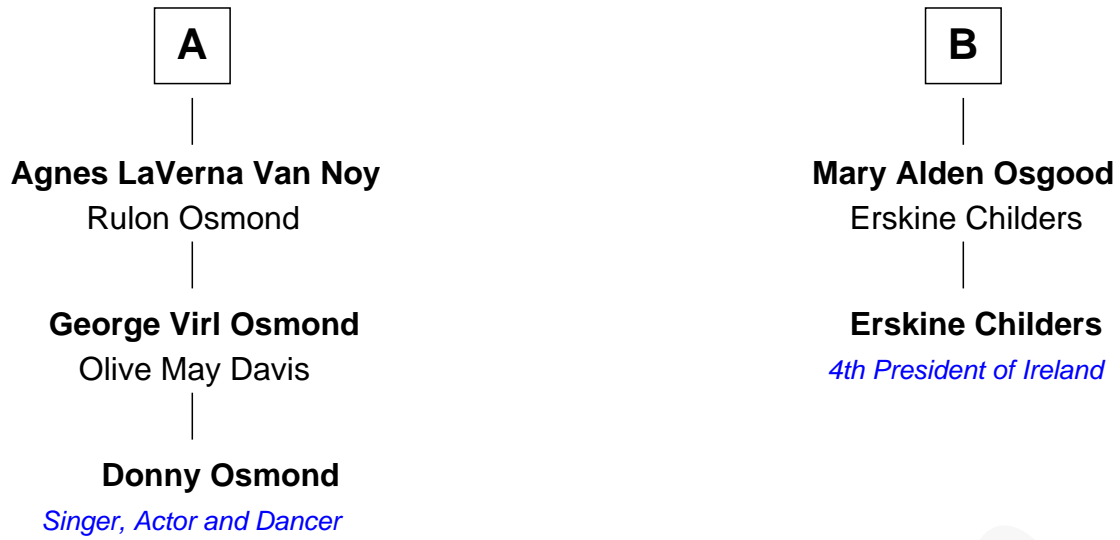 A
Agnes LaVerna Van Noy
Rulon Osmond
George Virl Osmond
Olive May Davis
Donny Osmond
Singer, Actor and Dancer
B
Mary Alden Osgood
Erskine Childers
Erskine Childers
4th President of Ireland